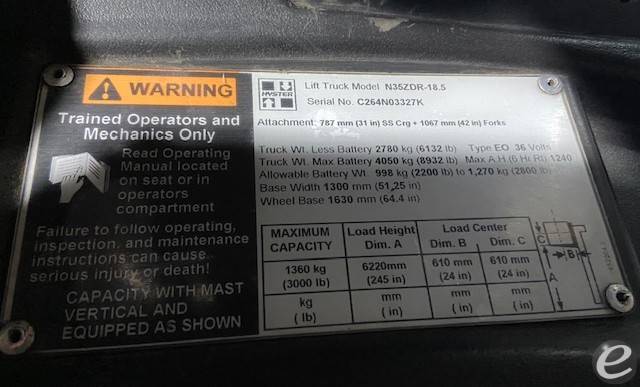 WARNING
Trained Operators and
Mechanics Only
Read Operating
Manual located
on seat or in
operators
compartment
Failure to follow operating,
inspection, and maintenance
instructions can cause
serious injury or death!
CAPACITY WITH MAST
VERTICAL AND
EQUIPPED AS SHOWN
HYSTER
Lift Truck Model N35ZDR-18.5
Serial No. C264N03327K
Attachment: 787 mm (31 in) SS Crg + 1067 mm (42 in) Forks
Truck Wt. Less Battery 2780 kg (6132 lb) Type EO 36 Volts
Truck Wt. Max Battery 4050 kg (8932 lb) Max A.H.(6 Hr Rt) 1240
Allowable Battery Wt. 998 kg (2200 lb) to 1,270 kg (2800 lb)
Base Width 1300 mm (51.25 in)
Wheel Base 1630 mm (64.4 in)
MAXIMUM CAPACITY Load Height Dim. A Load Center Dim. B Dim. C
1360 kg (3000 lb) 6220mm (245 in) 610 mm (24 in) 610 mm (24 in)
kg ( lb) mm ( in) mm ( in) mm ( in)
C
B
A
e